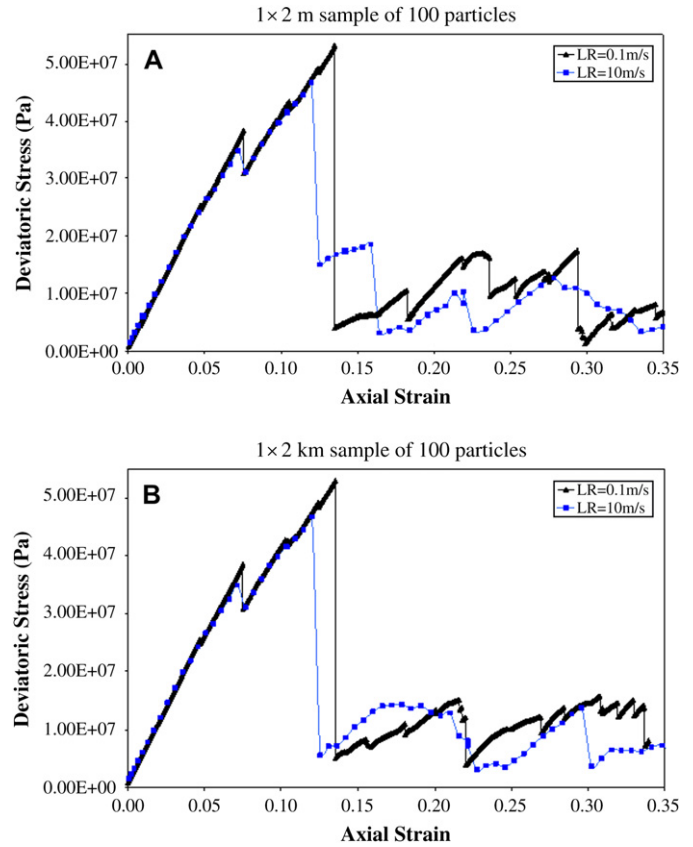 1×2 m sample of 100 particles
A
LR=0.1m/s
LR=10m/s
5.00E+07
4.00E+07
3.00E+07
2.00E+07
1.00E+07
0.00E+00
Deviatoric Stress (Pa)
0.00 0.05 0.10 0.15 0.20 0.25 0.30 0.35
Axial Strain
1×2 km sample of 100 particles
B
LR=0.1m/s
LR=10m/s
5.00E+07
4.00E+07
3.00E+07
2.00E+07
1.00E+07
0.00E+00
Deviatoric Stress (Pa)
0.00 0.05 0.10 0.15 0.20 0.25 0.30 0.35
Axial Strain